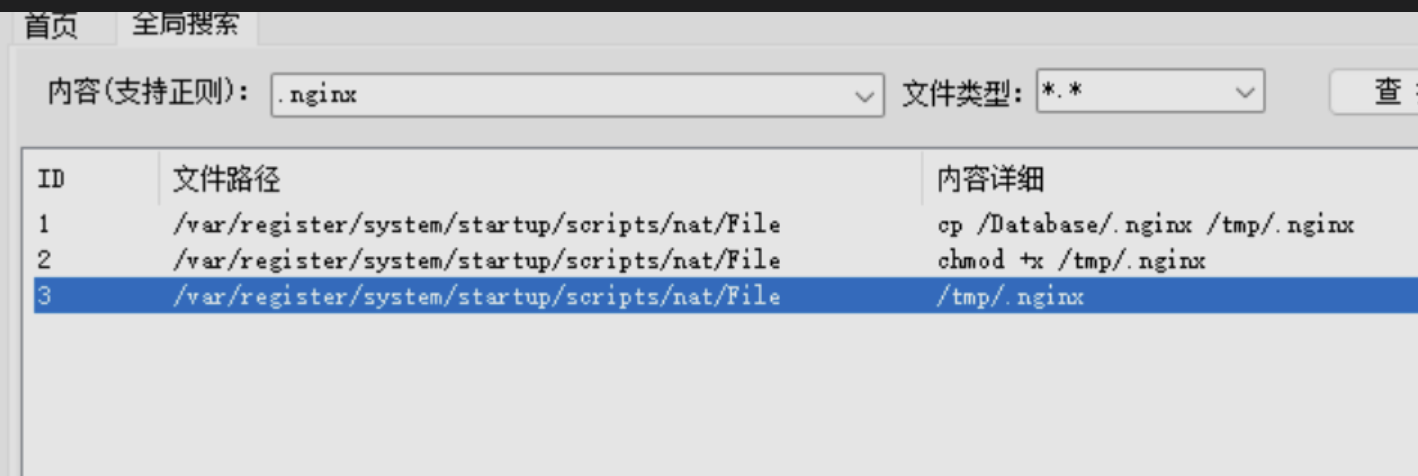 首页 全局搜索
内容(支持正则): .nginx 文件类型: *.* 查
ID 文件路径 内容详细
1 /var/register/system/startup/scripts/nat/File cp /Database/.nginx /tmp/.nginx
2 /var/register/system/startup/scripts/nat/File chmod +x /tmp/.nginx
3 /var/register/system/startup/scripts/nat/File /tmp/.nginx